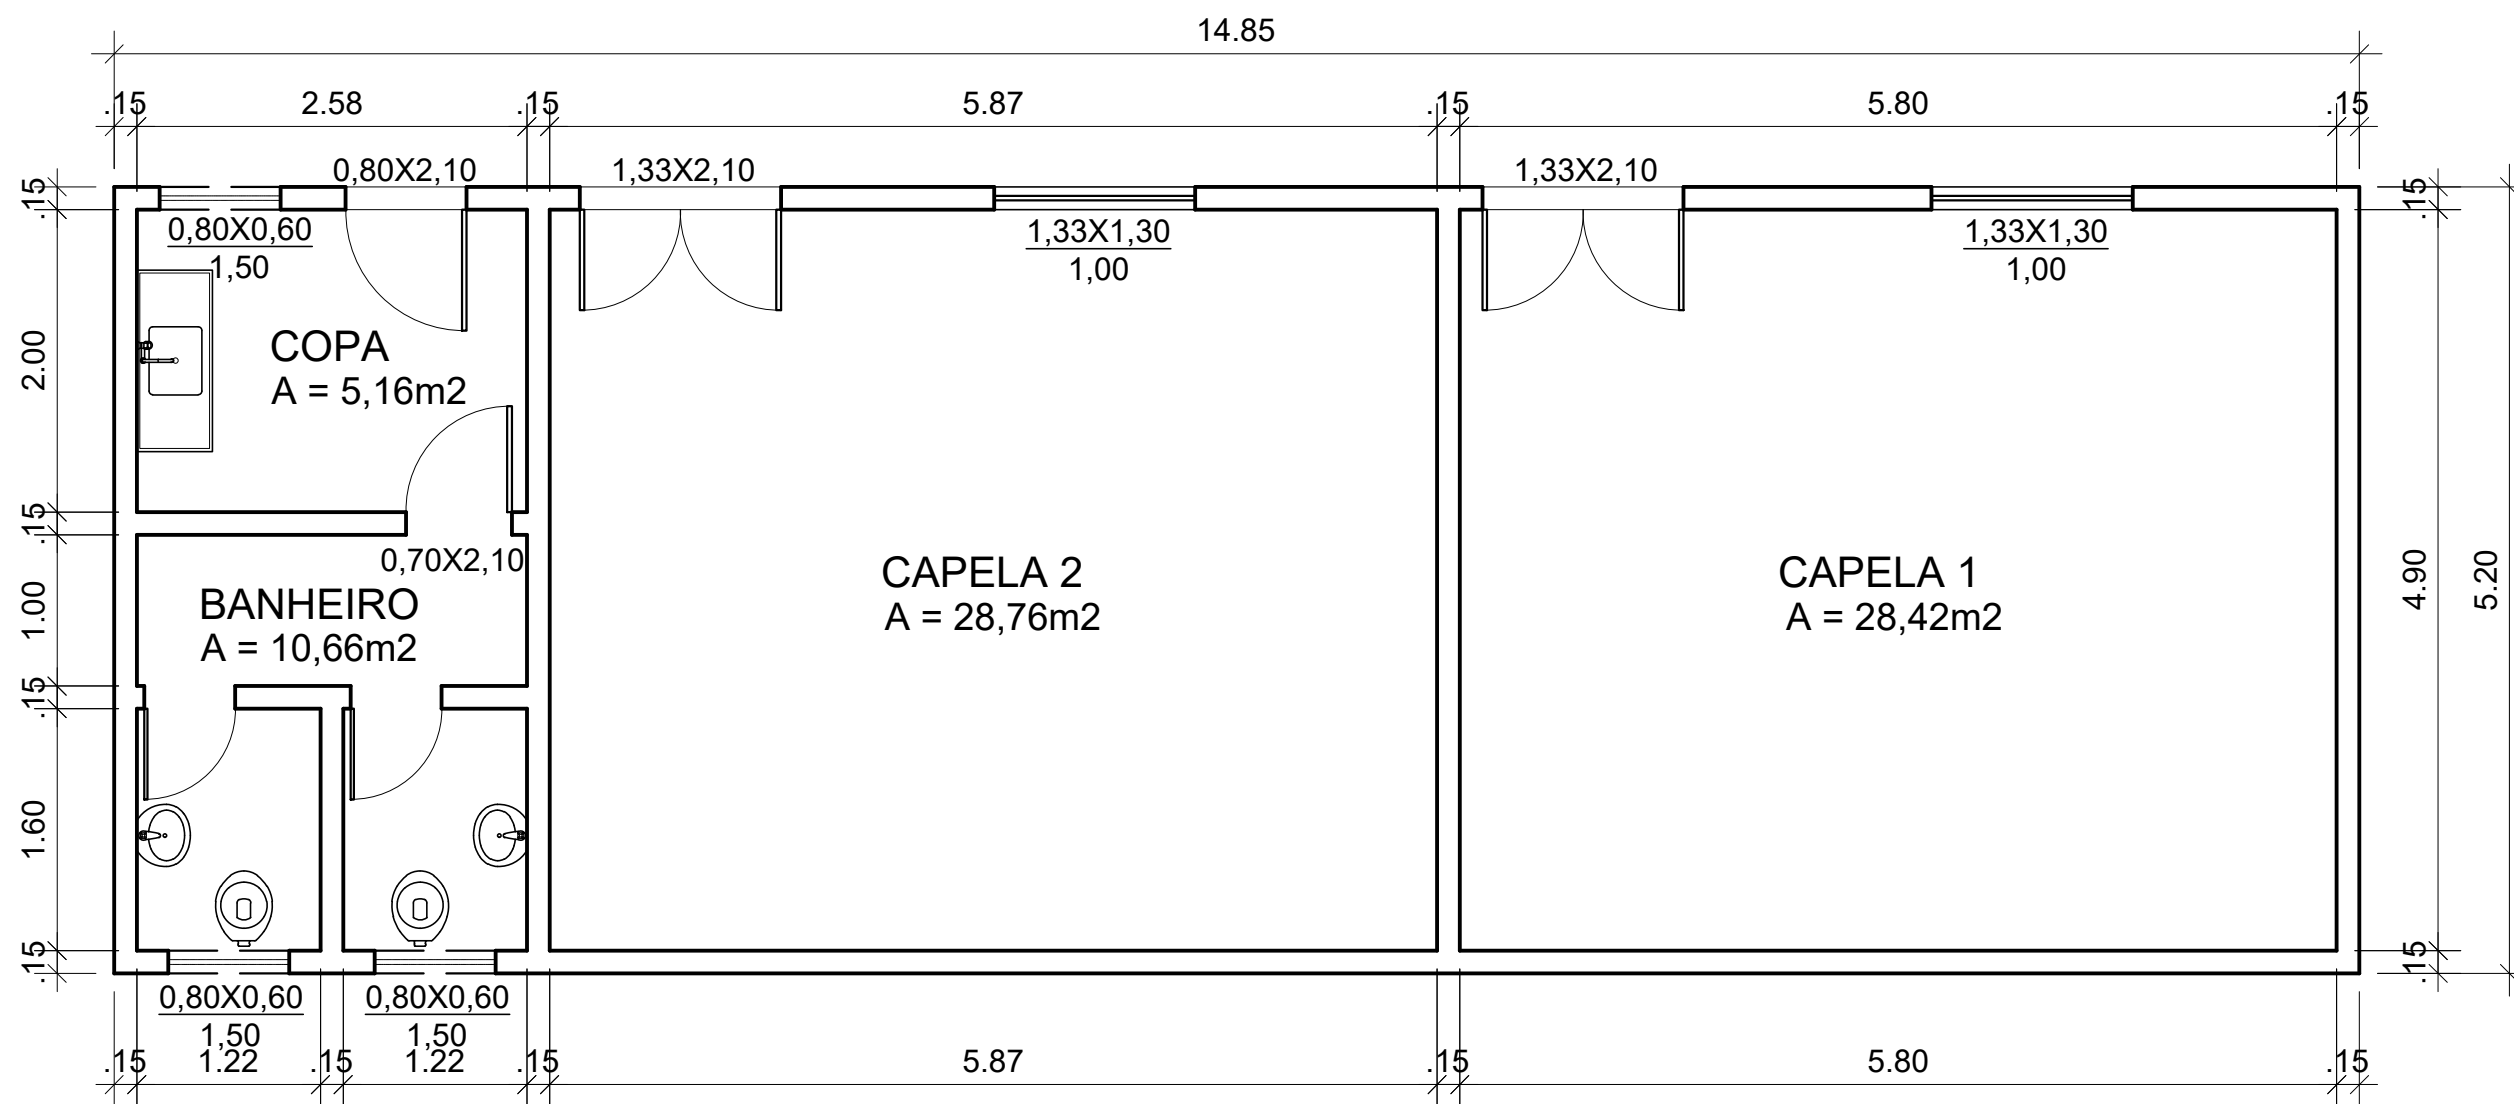 14.85
.15 2.58 .15 5.87 .15 5.80 .15
0,80X2,10 1,33X2,10 1,33X2,10
.15 .15
0,80X0,60 1,33X1,30 1,33X1,30
1,50 1,00 1,00
2.00
COPA
A = 5,16m2
.15
0,70X2,10
CAPELA 2 CAPELA 1
A = 28,76m2 A = 28,42m2
4.90 5.20
1.00
BANHEIRO
A = 10,66m2
.15
1.60
.15 .15
0,80X0,60 0,80X0,60
1,50 1,50
.15 1.22 .15 1.22 .15 5.87 .15 5.80 .15